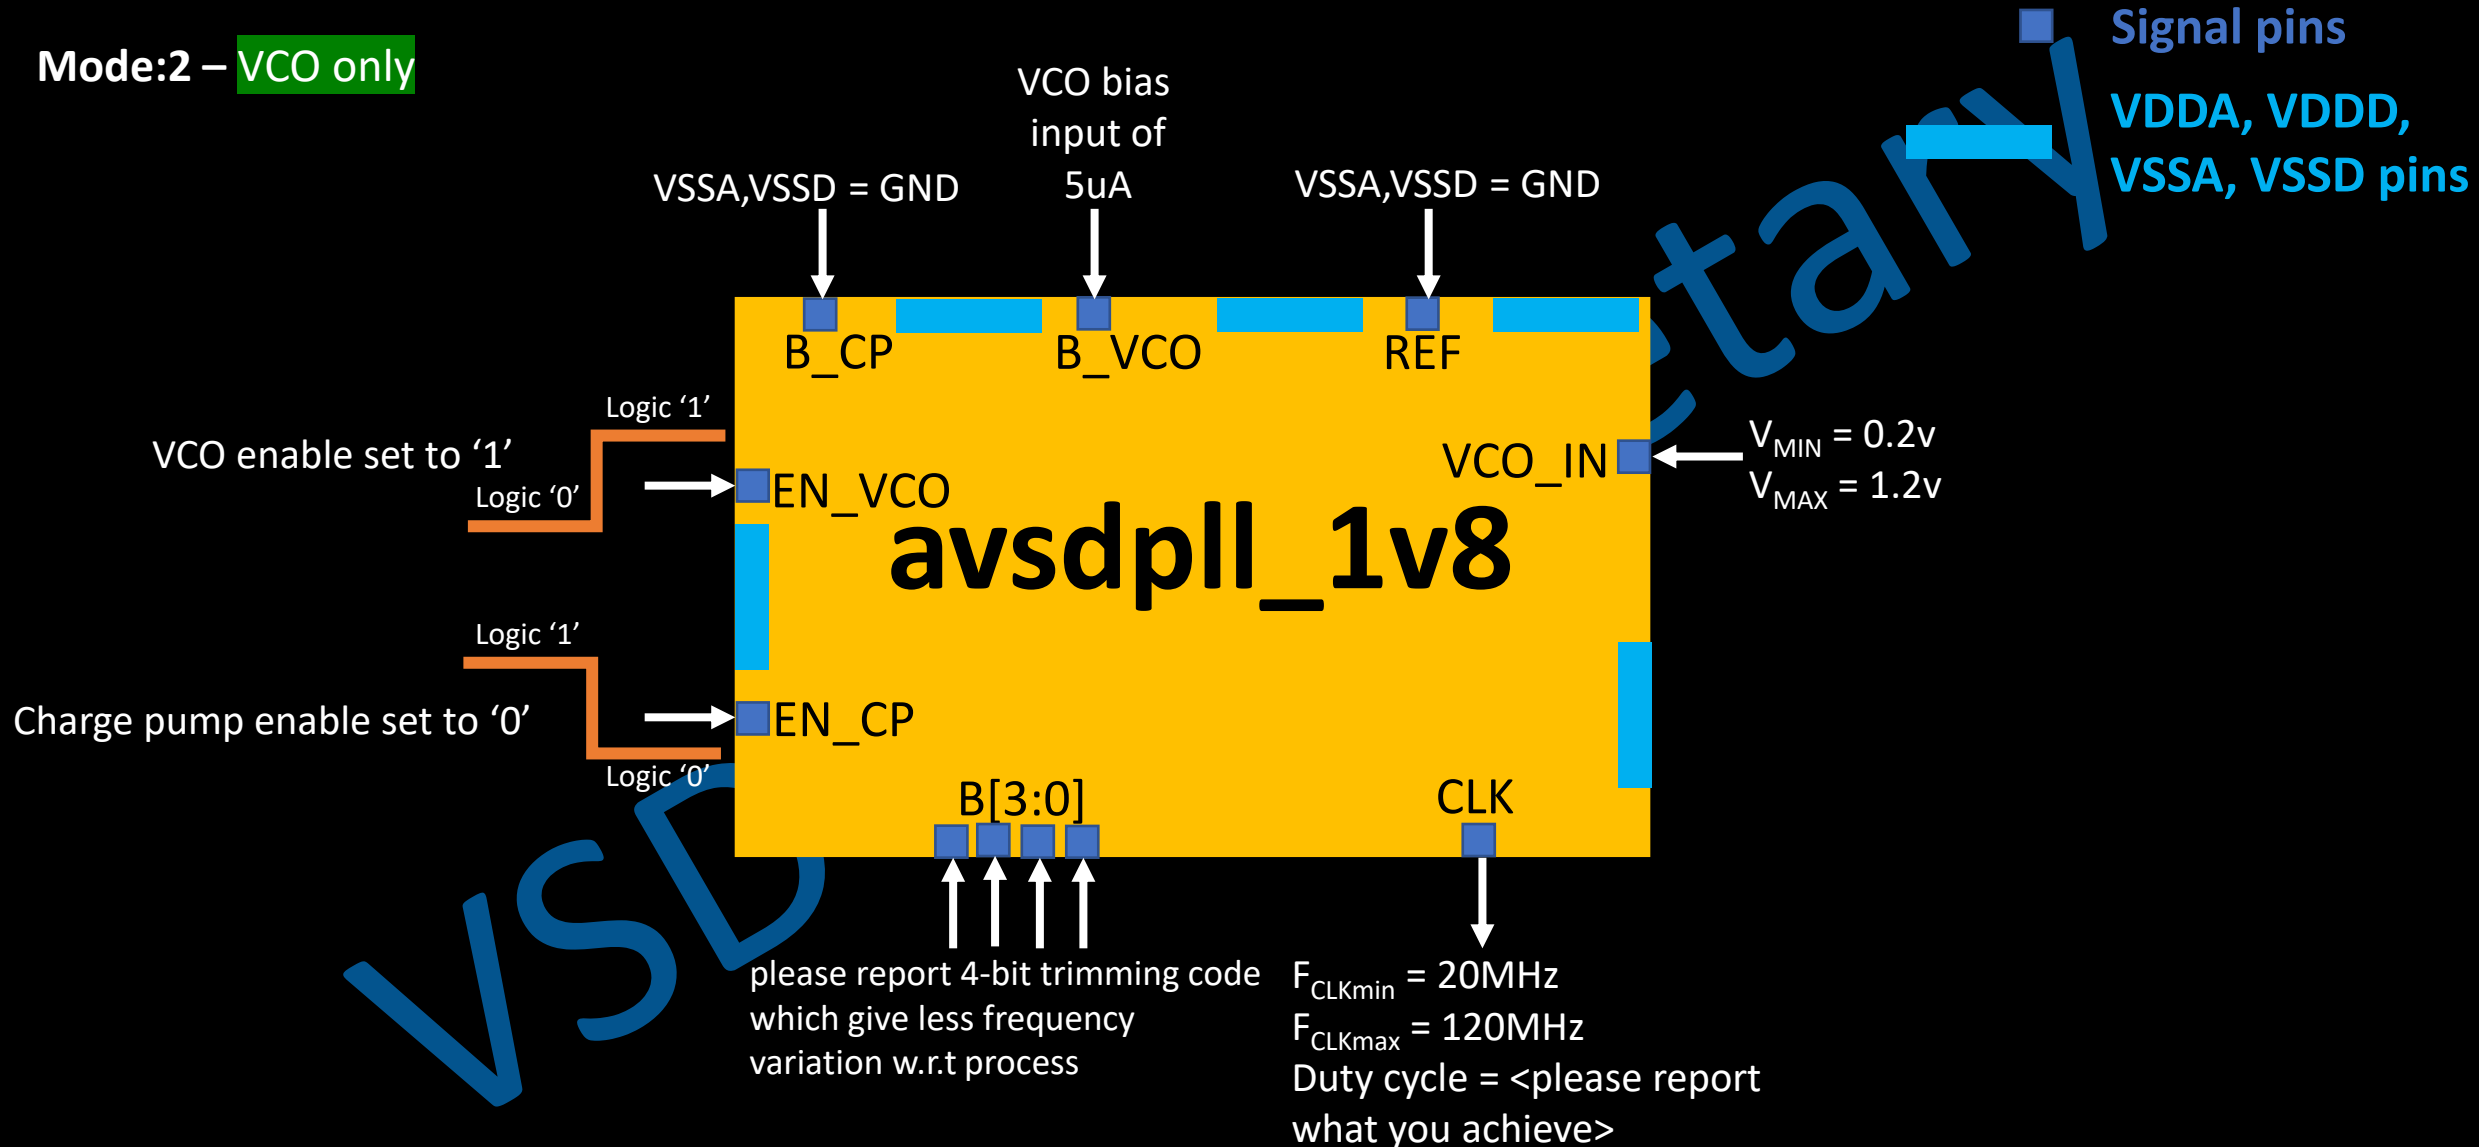 Mode:2 – VCO only
Signal pins
VDDA, VDDD,
VSSA, VSSD pins
VCO bias
input of
5uA
VSSA,VSSD = GND
VSSA,VSSD = GND
B_CP
B_VCO
REF
Logic ‘1’
VCO enable set to ‘1’
Logic ‘0’
EN_VCO
VCO_IN
VMIN = 0.2v
VMAX = 1.2v
avsdpll_1v8
Logic ‘1’
Charge pump enable set to ‘0’
Logic ‘0’
EN_CP
B[3:0]
CLK
please report 4-bit trimming code
which give less frequency
variation w.r.t process
FCLKmin = 20MHz
FCLKmax = 120MHz
Duty cycle = <please report
what you achieve>
VSD
etary